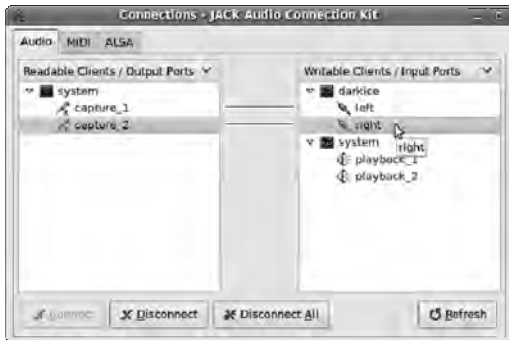 Connections - JACK Audio Connection Kit
Audio MIDI ALSA
Readable Clients / Output Ports
system
capture_1
capture_2
Writable Clients / Input Ports
darkice
left
right
system
right
playback_1
playback_2
Connect
Disconnect
Disconnect All
Refresh